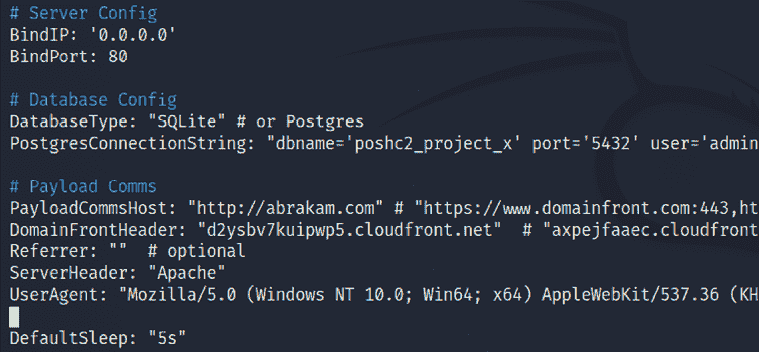 # Server Config
BindIP: '0.0.0.0'
BindPort: 80
# Database Config
DatabaseType: "SQLite" # or Postgres
PostgresConnectionString: "dbname='poshc2_project_x' port='5432' user='admin
# Payload Comms
PayloadCommsHost: "http://abrakam.com" # "https://www.domainfront.com:443,ht
DomainFrontHeader: "d2ysbv7kuipwp5.cloudfront.net"  # "axpejfaaec.cloudfront
Referrer: ""  # optional
ServerHeader: "Apache"
UserAgent: "Mozilla/5.0 (Windows NT 10.0; Win64; x64) AppleWebKit/537.36 (KH
DefaultSleep: "5s"